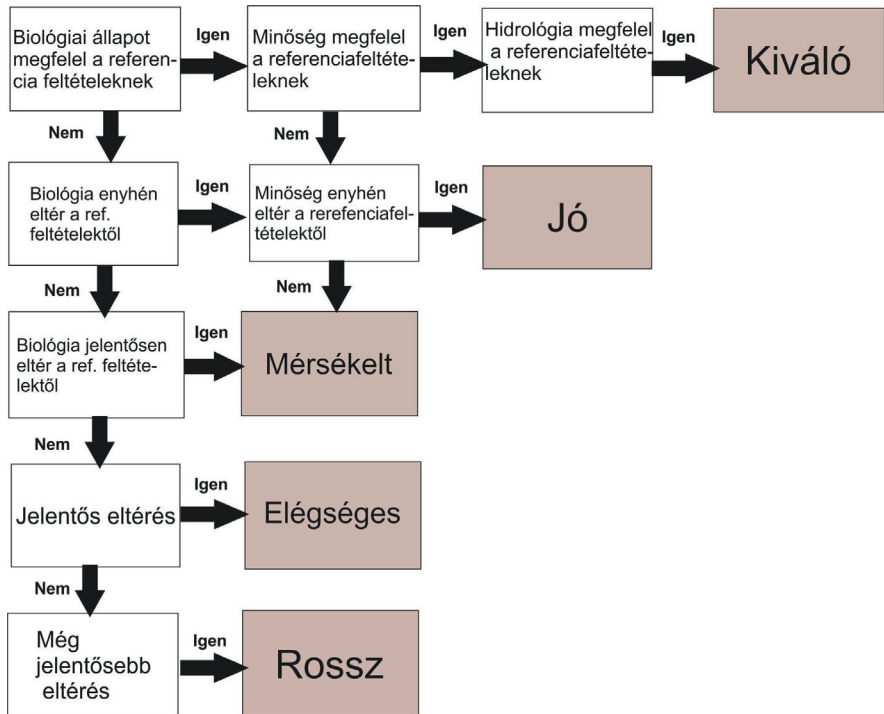 Biológiai állapot
megfelel a referen-
cia feltételeknek
Igen
Minőség megfelel
a referenciafeltéte-
leknek
Igen
Hidrológia megfelel
a referenciafeltéte-
leknek
Igen
Kiváló
Nem
Nem
Biológia enyhén
eltér a ref.
feltételektől
Igen
Minőség enyhén
eltér a rerefenciafel-
tételektől
Igen
Jó
Nem
Nem
Biológia jelentősen
eltér a ref. feltéte-
lektől
Igen
Mérsékelt
Nem
Jelentős eltérés
Igen
Elégséges
Nem
Még
jelentősebb
eltérés
Igen
Rossz